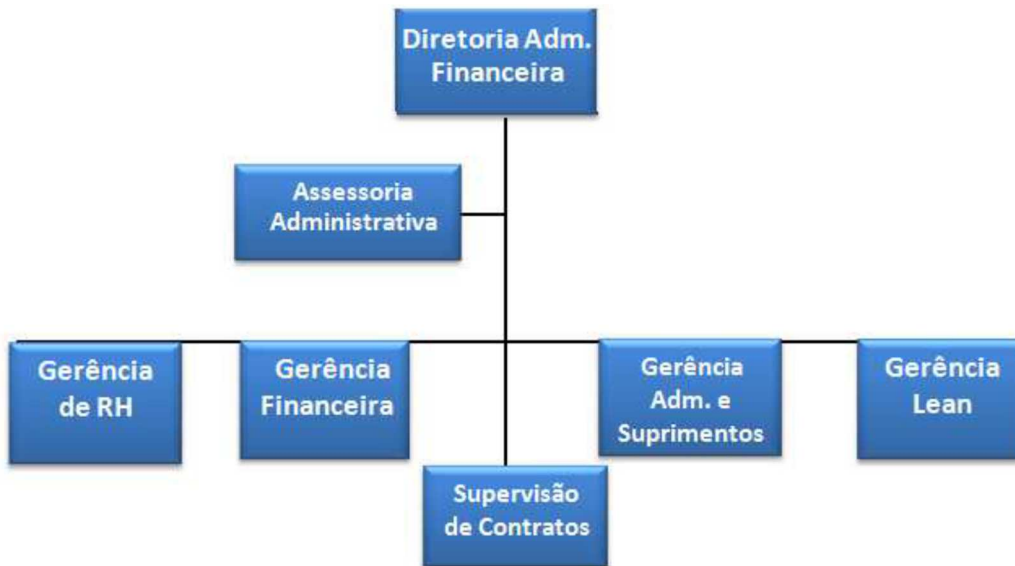 Diretoria Adm.
Financeira
Assessoria
Administrativa
Gerência
de RH
Gerência
Financeira
Gerência
Adm. e
Suprimentos
Gerência
Lean
Supervisão
de Contratos